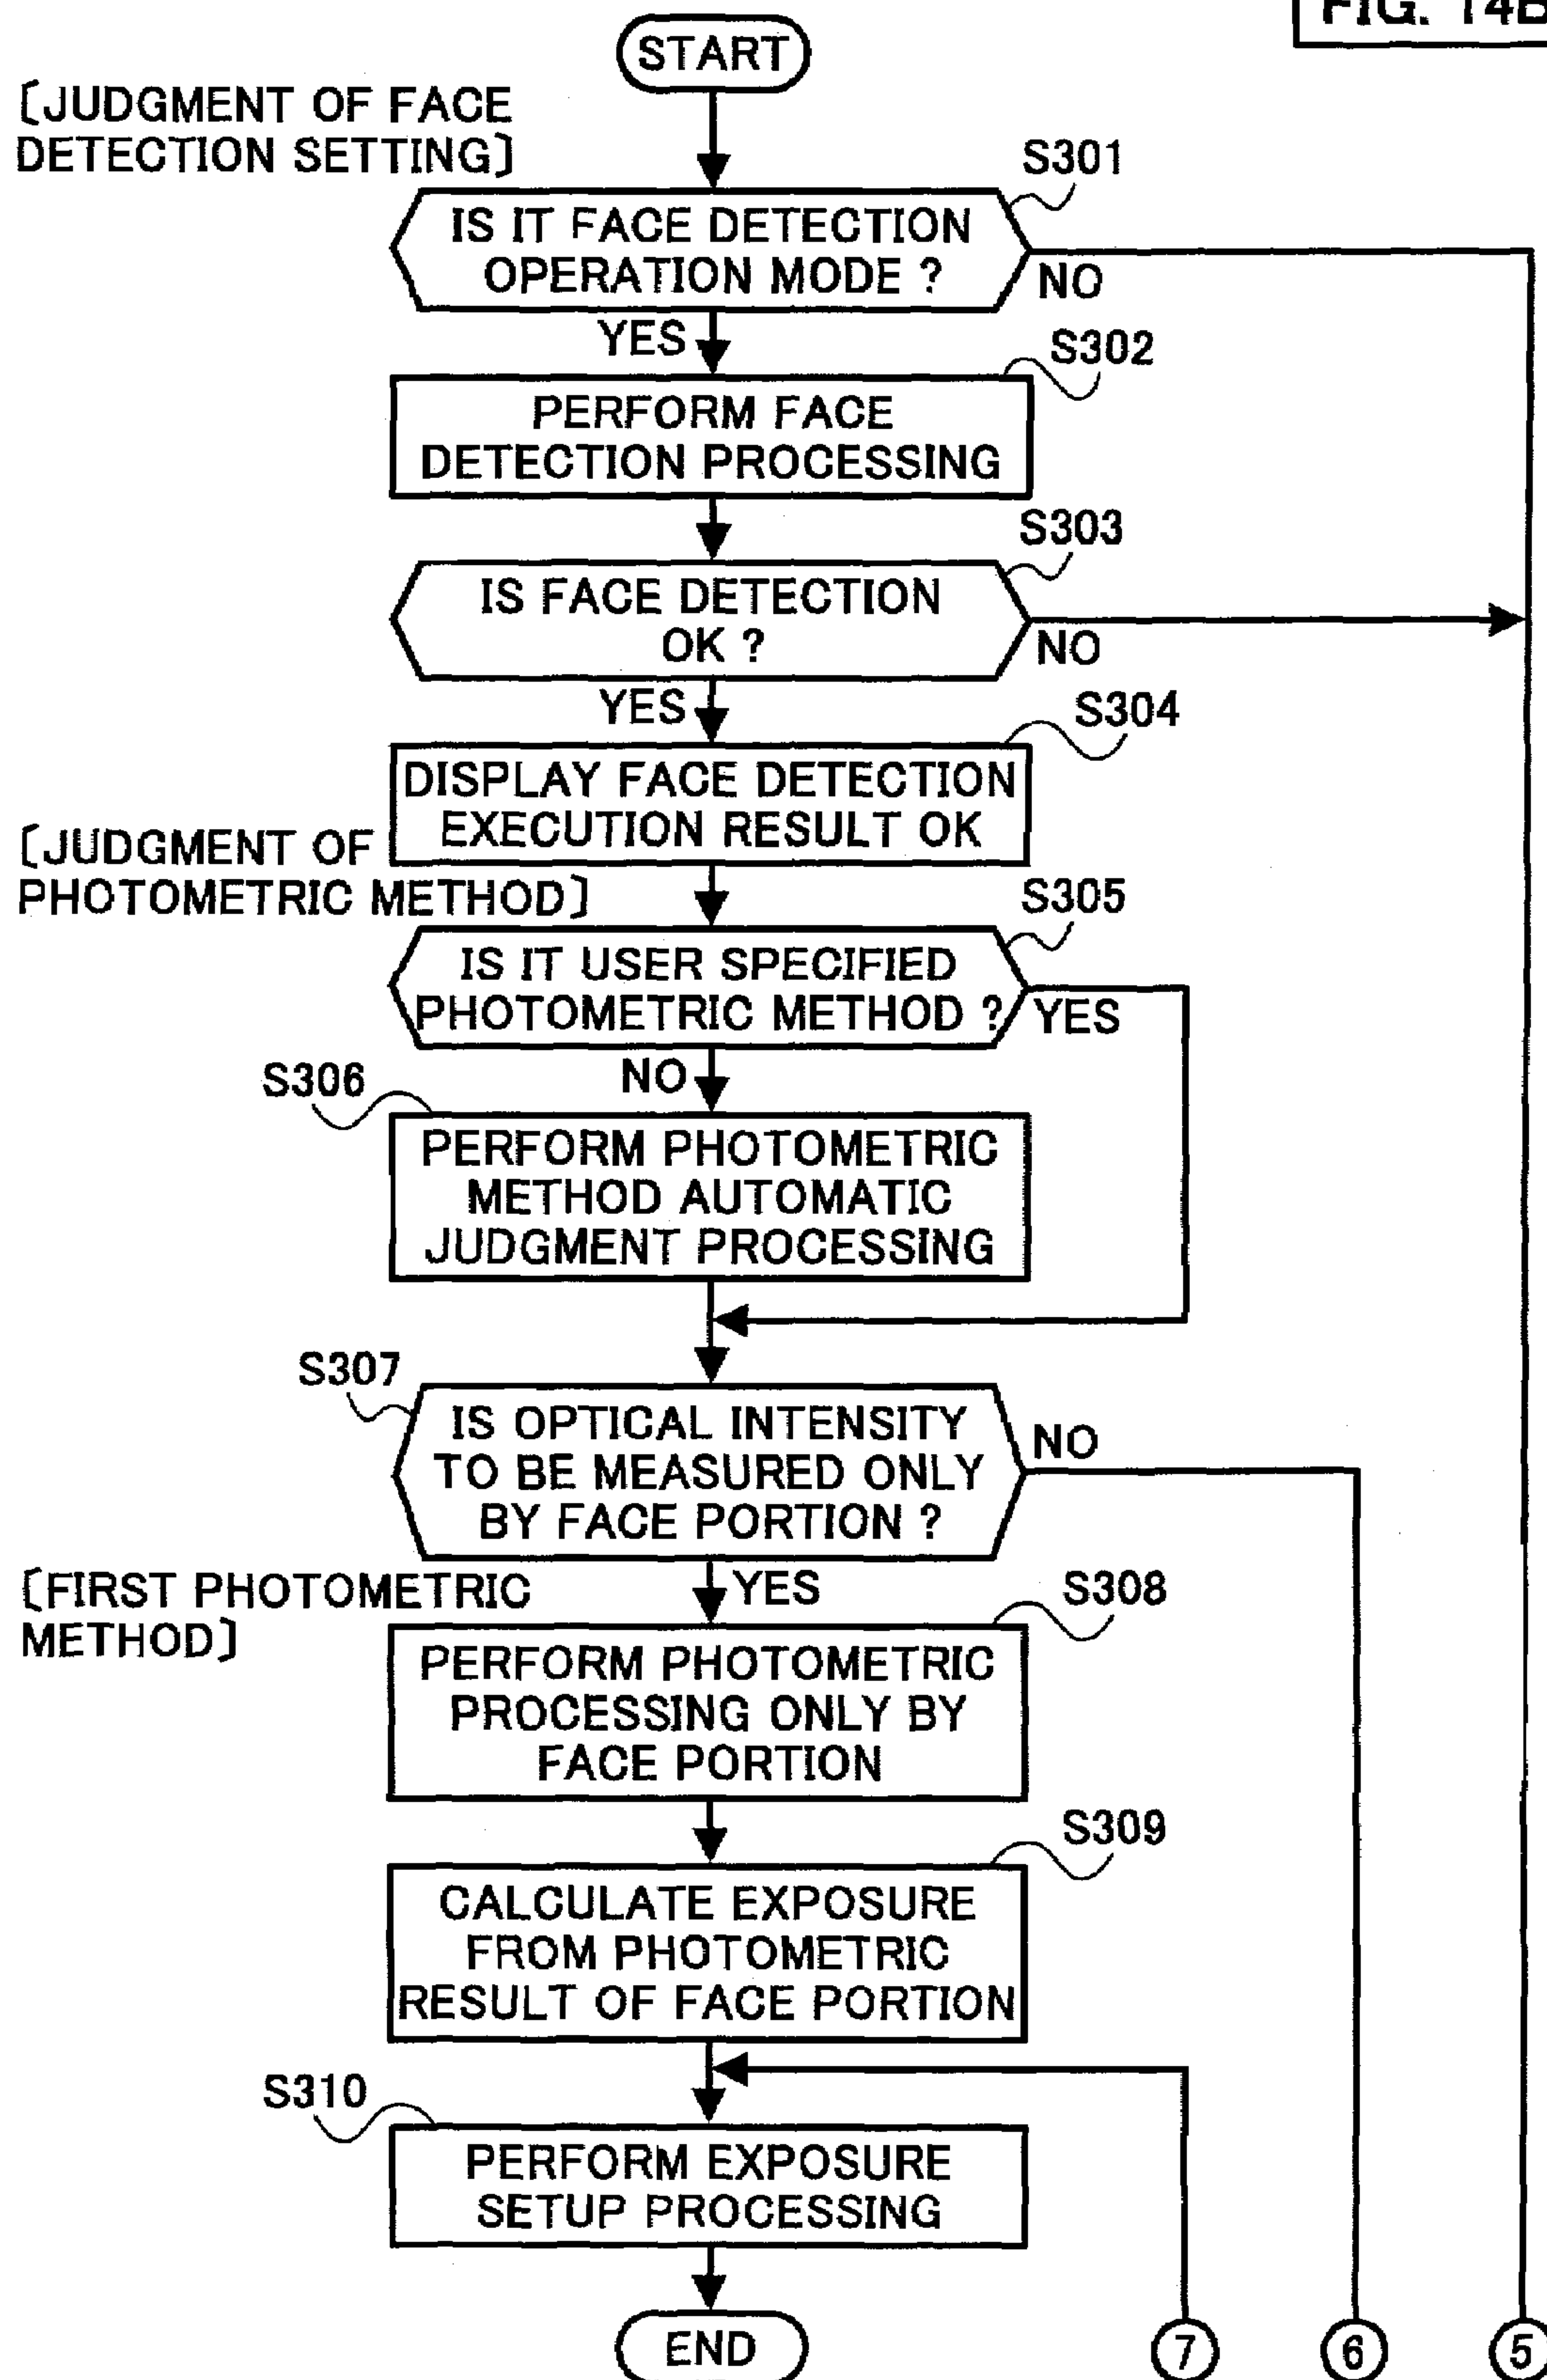 FIG. 14B
START
[JUDGMENT OF FACE
DETECTION SETTING]
S301
IS IT FACE DETECTION
OPERATION MODE ?
NO
YES
S302
PERFORM FACE
DETECTION PROCESSING
S303
IS FACE DETECTION
OK ?
NO
YES
S304
DISPLAY FACE DETECTION
EXECUTION RESULT OK
[JUDGMENT OF
PHOTOMETRIC METHOD]
S305
IS IT USER SPECIFIED
PHOTOMETRIC METHOD ?
YES
NO
S306
PERFORM PHOTOMETRIC
METHOD AUTOMATIC
JUDGMENT PROCESSING
S307
IS OPTICAL INTENSITY
TO BE MEASURED ONLY
BY FACE PORTION ?
NO
YES
[FIRST PHOTOMETRIC
METHOD]
S308
PERFORM PHOTOMETRIC
PROCESSING ONLY BY
FACE PORTION
S309
CALCULATE EXPOSURE
FROM PHOTOMETRIC
RESULT OF FACE PORTION
S310
PERFORM EXPOSURE
SETUP PROCESSING
END
7
6
5